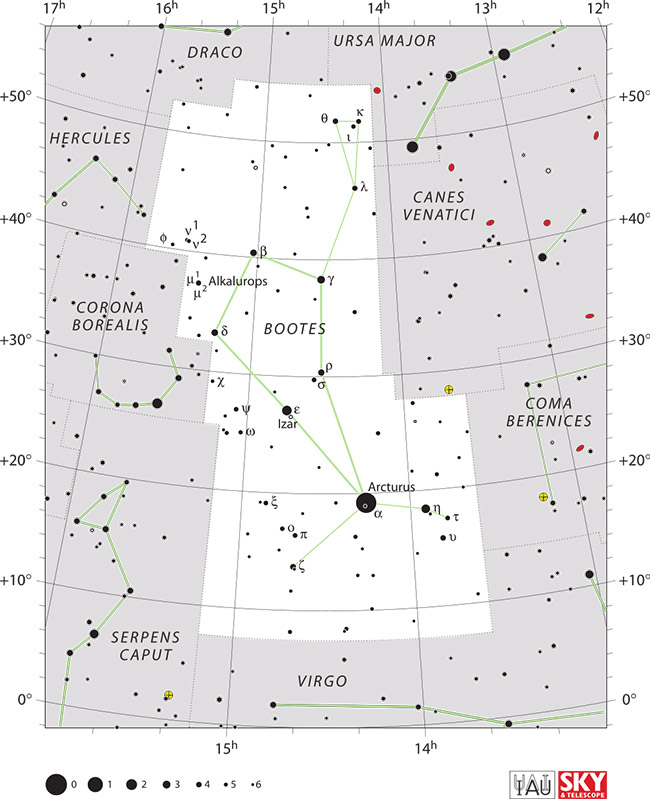 17h 16h 15h 14h 13h 12h
DRACO
URSA MAJOR
+50° +50°
θ κ
ι
HERCULES
λ
CANES
VENATICI
+40° +40°
ν1
φ ν2
β
γ
μ1 Alkalurops
μ2
CORONA
BOREALIS
BOOTES
δ
+30° +30°
ρ
σ
χ
COMA
BERENICES
ψ ε
Izar
ω
+20° +20°
Arcturus
ξ
α
η
τ
ο
π
υ
ζ
+10° +10°
SERPENS
CAPUT
VIRGO
0° 0°
15h 14h
0 1 2 3 4 5 6
IAU
SKY
& TELESCOPE